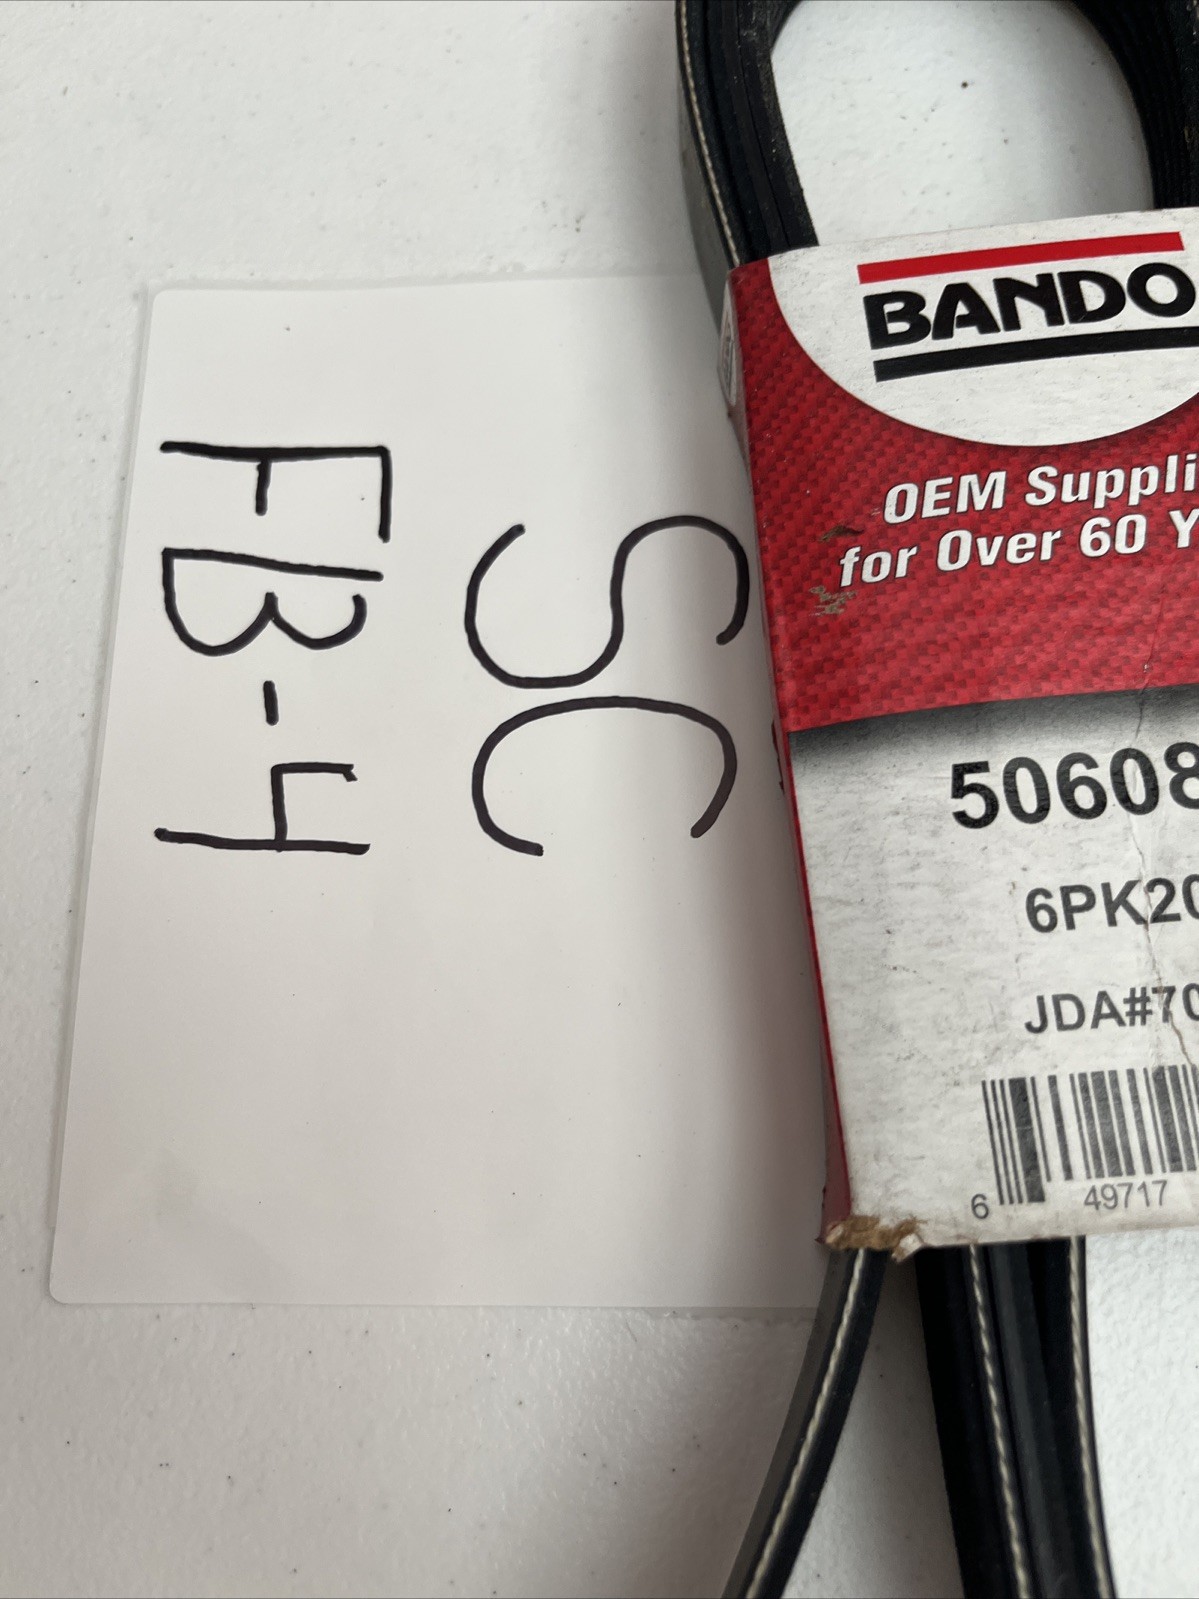 SC
FB-4
BANDO
OEM Suppli
for Over 60 Y
50608
6PK20
JDA#70
6 49717